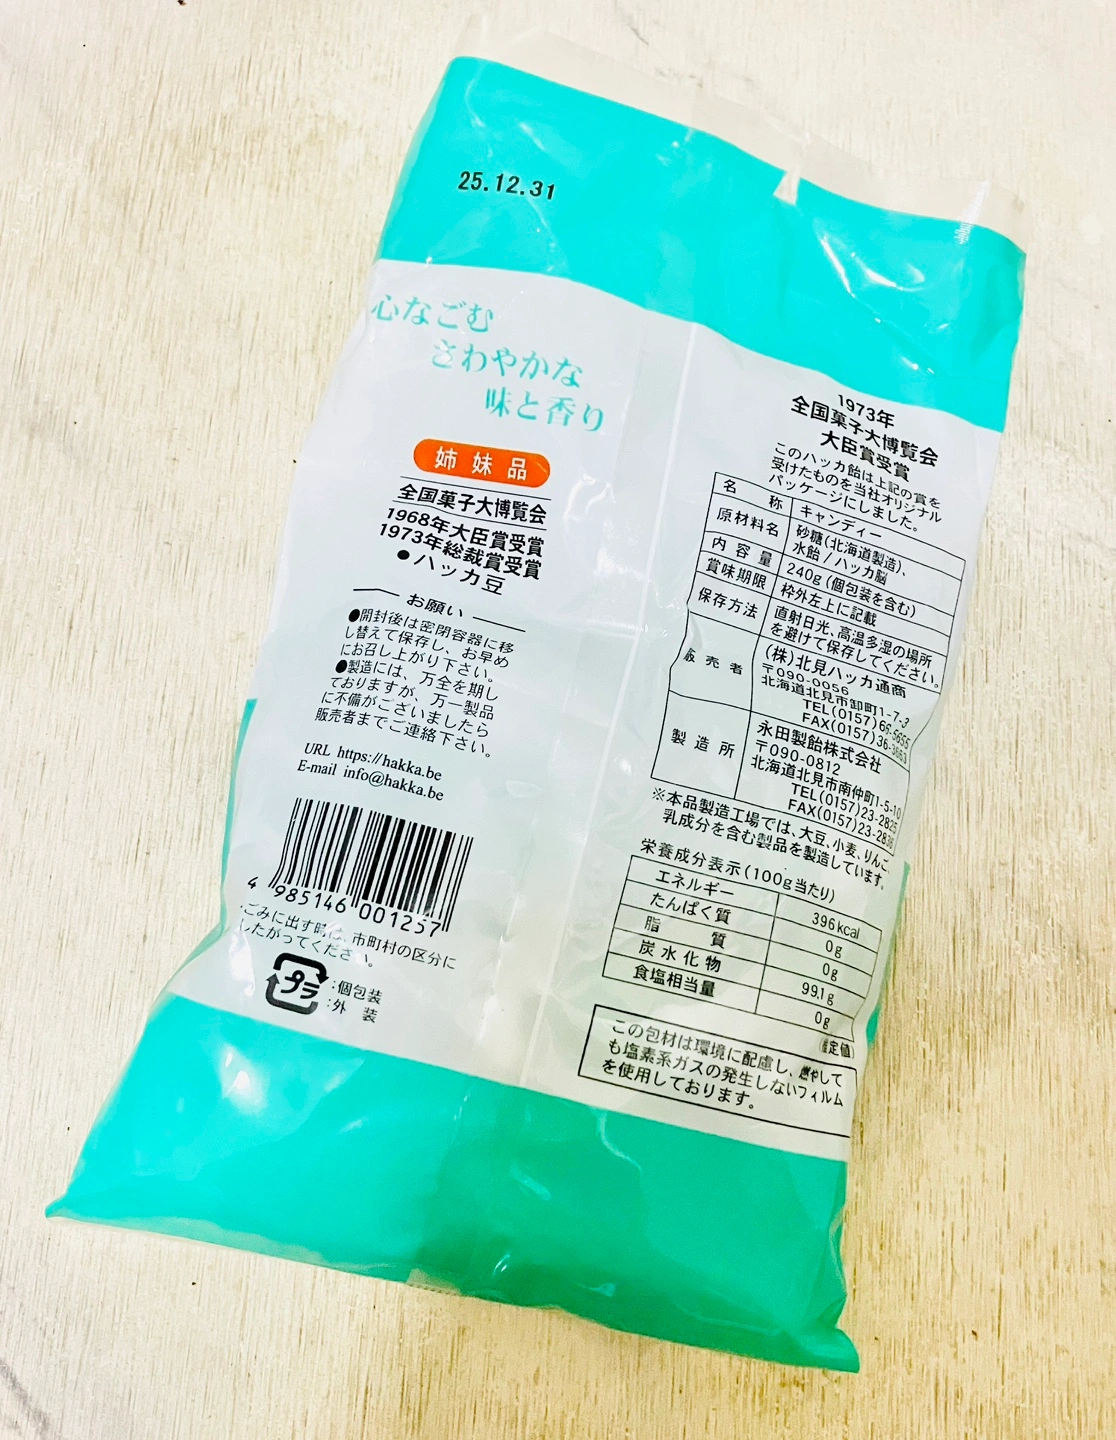 25.12.31
心なごむ
さわやかな
味と香り
姉妹品
全国菓子大博覧会
1968年大臣賞受賞
1973年総裁賞受賞
●ハッカ豆
お願い
●開封後は密閉容器に移
し替えて保存し、お早め
にお召し上がり下さい。
●製造には、万全を期し
ておりますが、万一製品
に不備がございましたら
販売者までご連絡下さい。
URL https://hakka.be
E-mail info@hakka.be
4 985146 001257
ごみに出す時は、市町村の区分に
したがってください。
プラ
:個包装
:外 装
1973年
全国菓子大博覧会
大臣賞受賞
このハッカ飴は上記の賞を
受けたものを当社オリジナル
パッケージにしました。
名 称 キャンディー
原材料名 砂糖(北海道製造)、
水飴 / ハッカ脳
内容量 240g(個包装を含む)
賞味期限 枠外左上に記載
保存方法 直射日光、高温多湿の場所
を避けて保存してください。
販売者 (株)北見ハッカ通商
〒090-0056
北海道北見市卸町1-7-3
TEL(0157)66-5655
FAX(0157)36-3663
製造所 永田製飴株式会社
〒090-0812
北海道北見市南仲町1-5-10
TEL(0157)23-2825
FAX(0157)23-2836
※本品製造工場では、大豆、小麦、りんご、
乳成分を含む製品を製造しています。
栄養成分表示(100g当たり)
エネルギー 396kcal
たんぱく質 0g
脂 質 0g
炭水化物 99.1g
食塩相当量 0g
(推定値)
この包材は環境に配慮し、燃やして
も塩素系ガスの発生しないフィルム
を使用しております。